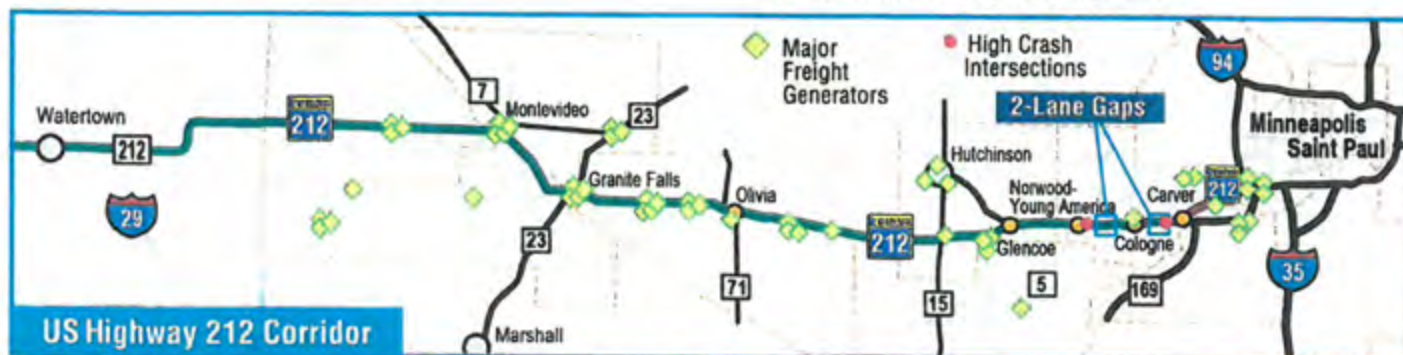 94
Major
Freight
Generators
High Crash
Intersections
2-Lane Gaps
7
Montevideo
23
Watertown
212
212
Minneapolis
Saint Paul
Hutchinson
Granite Falls
Olivia
Norwood-
Young America
Carver
212
29
23
212
Glencoe
Cologne
71
15
5
169
35
US Highway 212 Corridor
Marshall